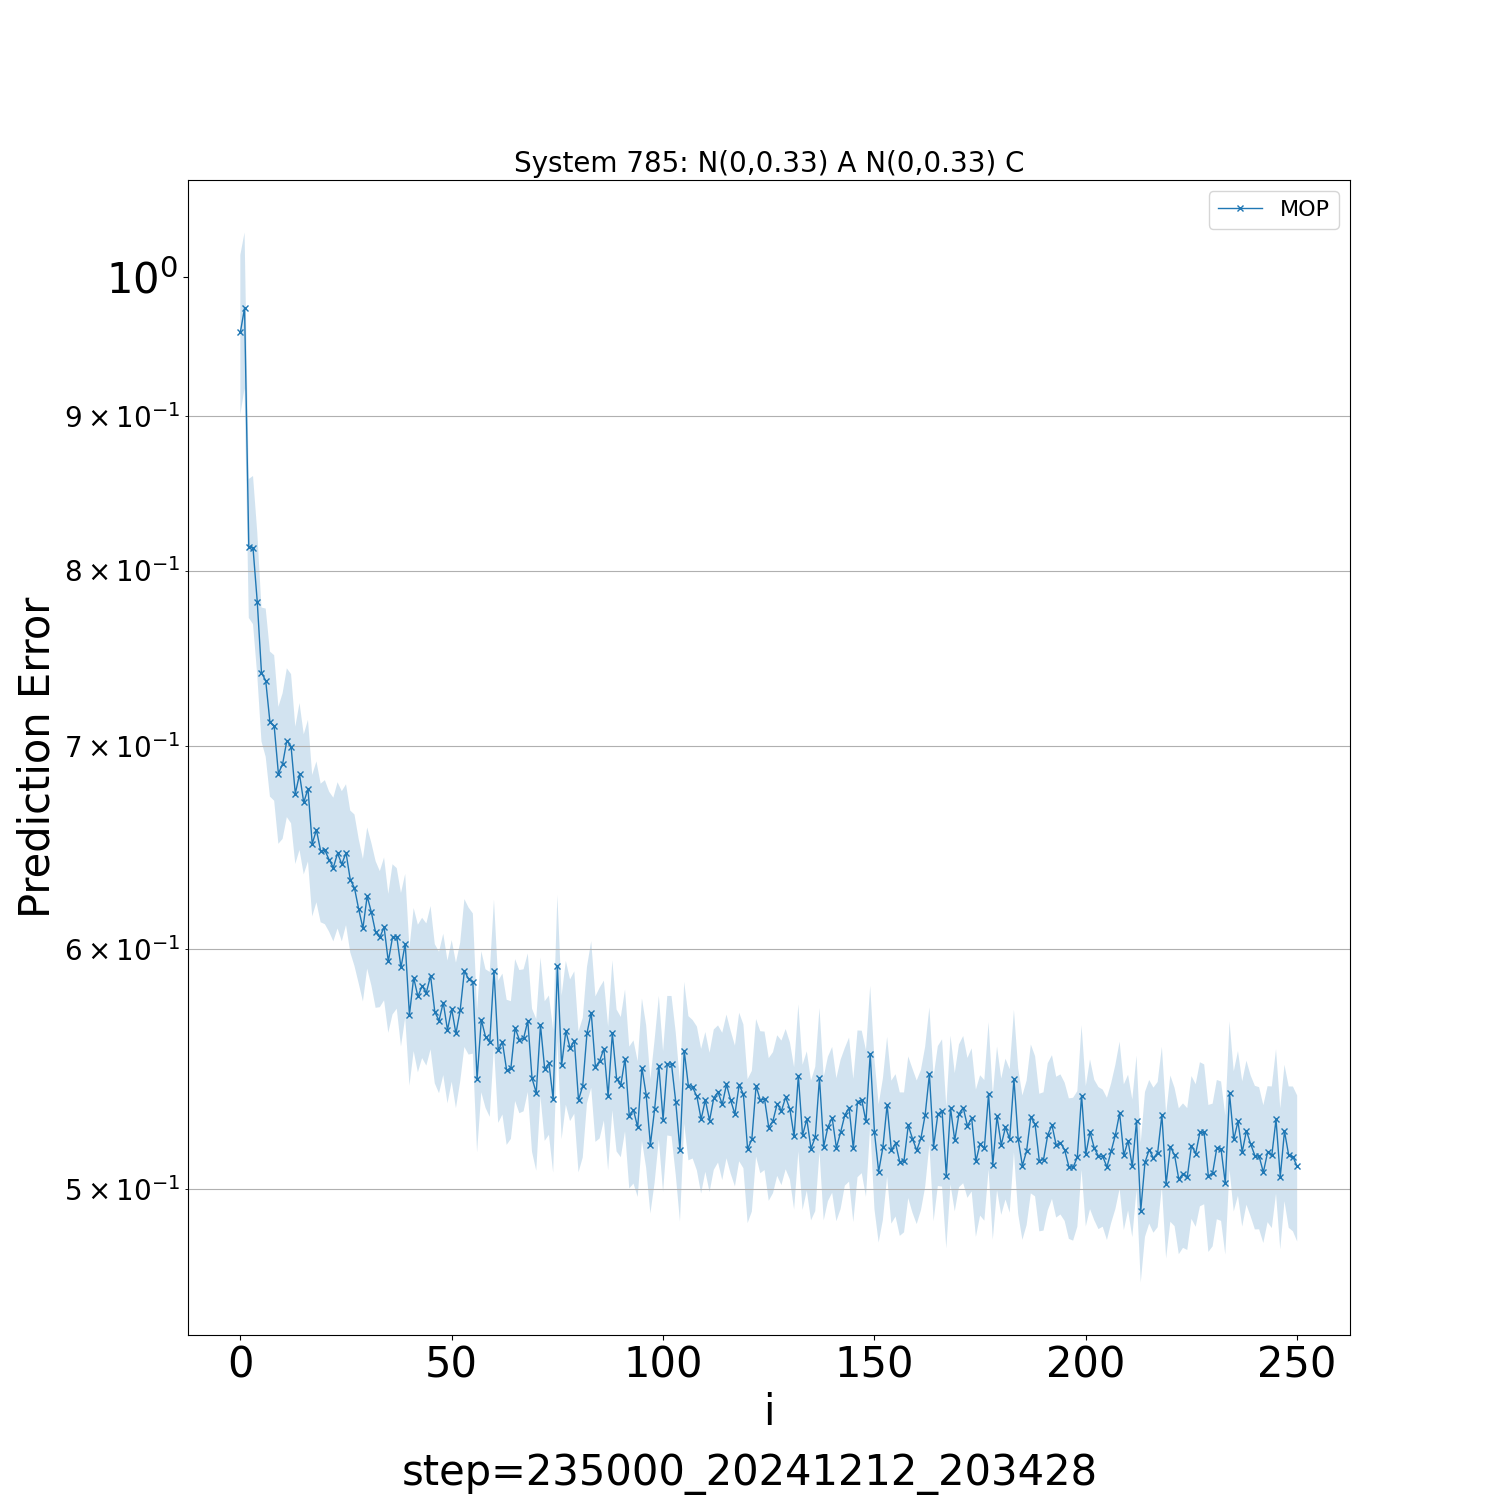 System 785: N(0,0.33) A N(0,0.33) C
MOP
10⁰
9 × 10⁻¹
8 × 10⁻¹
7 × 10⁻¹
6 × 10⁻¹
5 × 10⁻¹
Prediction Error
0 50 100 150 200 250
i
step=235000_20241212_203428